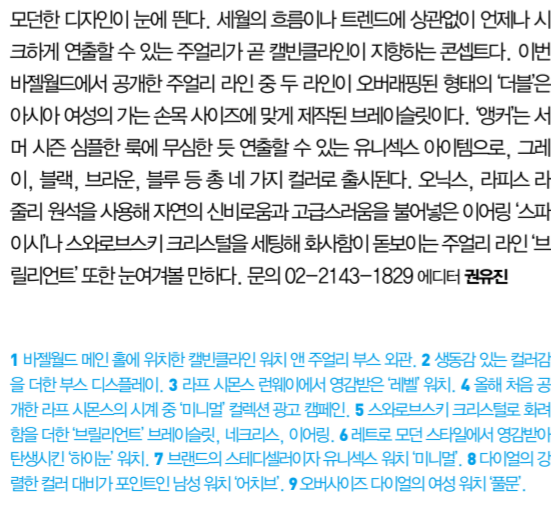 모던한 디자인이 눈에 띈다. 세월의 흐름이나 트렌드에 상관없이 언제나 시
크하게 연출할 수 있는 주얼리가 곧 캘빈클라인이 지향하는 콘셉트다. 이번
바젤월드에서 공개한 주얼리 라인 중 두 라인이 오버래핑된 형태의 ‘더블’은
아시아 여성의 가는 손목 사이즈에 맞게 제작된 브레이슬릿이다. ‘앵커’는 서
머 시즌 심플한 룩에 무심한 듯 연출할 수 있는 유니섹스 아이템으로, 그레
이, 블랙, 브라운, 블루 등 총 네 가지 컬러로 출시된다. 오닉스, 라피스 라
줄리 원석을 사용해 자연의 신비로움과 고급스러움을 불어넣은 이어링 ‘스파
이시’나 스와로브스키 크리스털을 세팅해 화사함이 돋보이는 주얼리 라인 ‘브
릴리언트’ 또한 눈여겨볼 만하다. 문의 02-2143-1829 에디터 권유진
1 바젤월드 메인 홀에 위치한 캘빈클라인 워치 앤 주얼리 부스 외관. 2 생동감 있는 컬러감
을 더한 부스 디스플레이. 3 라프 시몬스 런웨이에서 영감받은 ‘레벨’ 워치. 4 올해 처음 공
개한 라프 시몬스의 시계 중 ‘미니멀’ 컬렉션 광고 캠페인. 5 스와로브스키 크리스털로 화려
함을 더한 ‘브릴리언트’ 브레이슬릿, 네크리스, 이어링. 6 레트로 모던 스타일에서 영감받아
탄생시킨 ‘하이눈’ 워치. 7 브랜드의 스테디셀러이자 유니섹스 워치 ‘미니멀’. 8 다이얼의 강
렬한 컬러 대비가 포인트인 남성 워치 ‘어치브’. 9 오버사이즈 다이얼의 여성 워치 ‘풀문’.